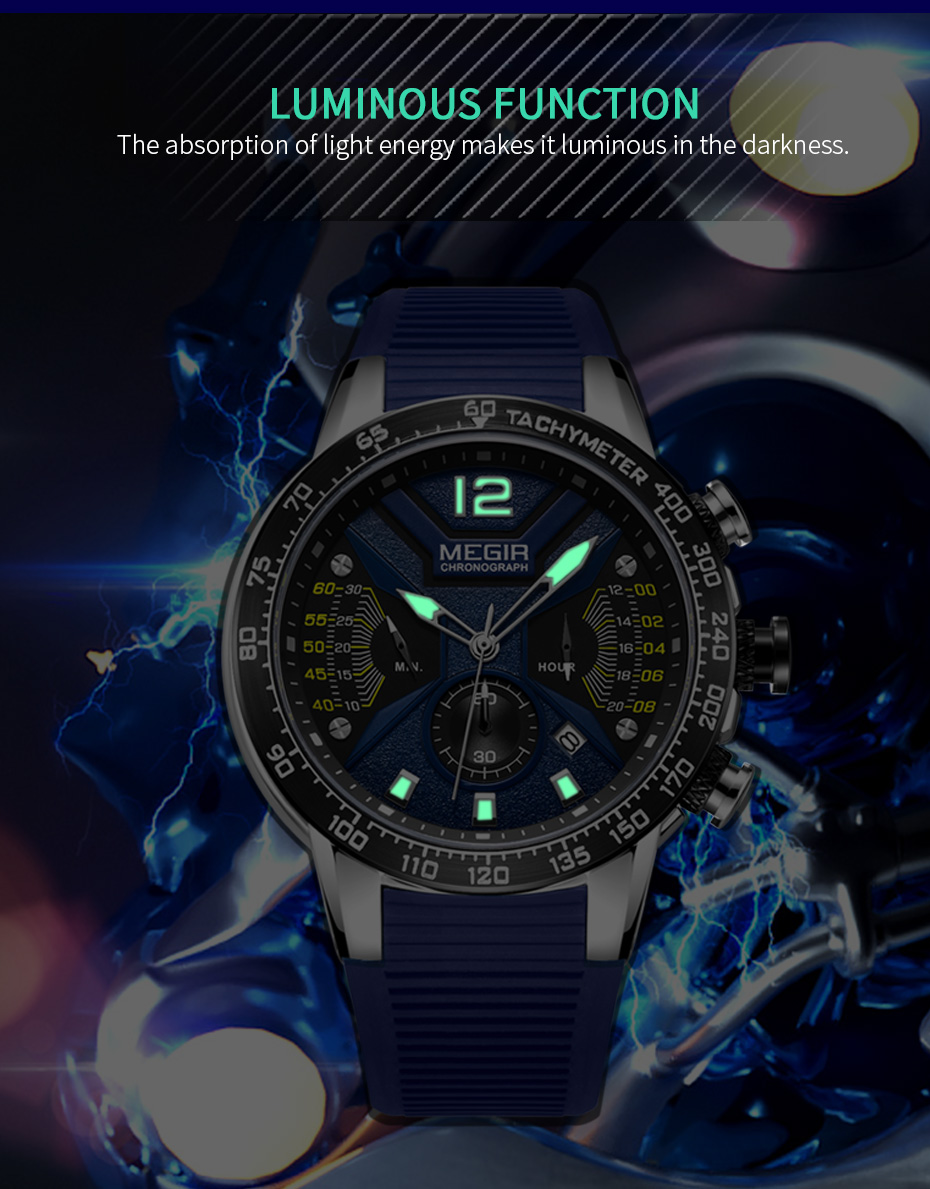 LUMINOUS FUNCTION
The absorption of light energy makes it luminous in the darkness.
60 TACHYMETER 400 300 240 200 170 150 135 120 110 100 90 80 75 70 65
12
MEGIR
CHRONOGRAPH
60 30
55 25
50 20
45 15
40 10
MIN.
HOUR
12 00
14 02
16 04
18 06
20 08
60
30
8